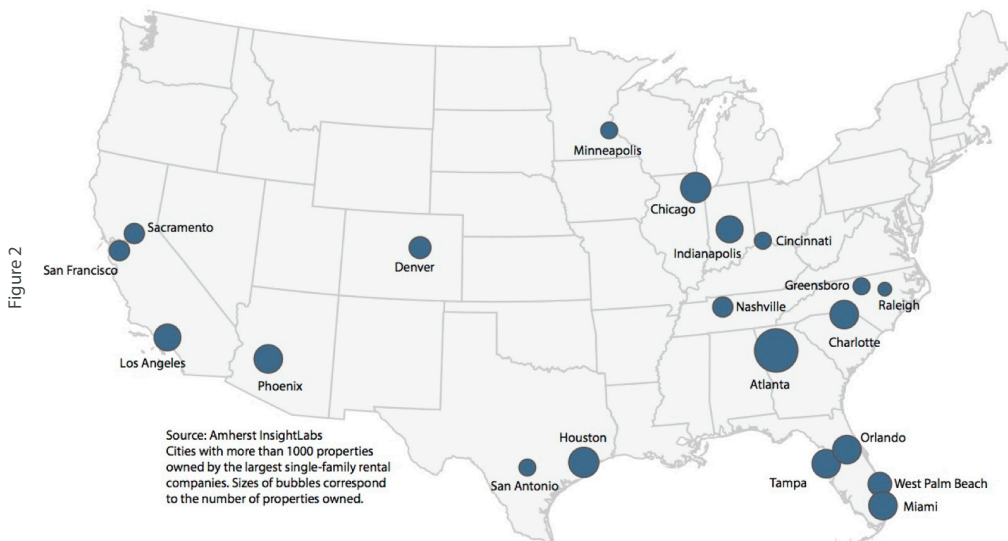 Figure 2
Minneapolis
Chicago
Sacramento
San Francisco
Denver
Indianapolis
Cincinnati
Greensboro
Raleigh
Nashville
Los Angeles
Phoenix
Charlotte
Atlanta
Source: Amherst InsightLabs
Cities with more than 1000 properties
owned by the largest single-family rental
companies. Sizes of bubbles correspond
to the number of properties owned.
Houston
San Antonio
Orlando
Tampa
West Palm Beach
Miami